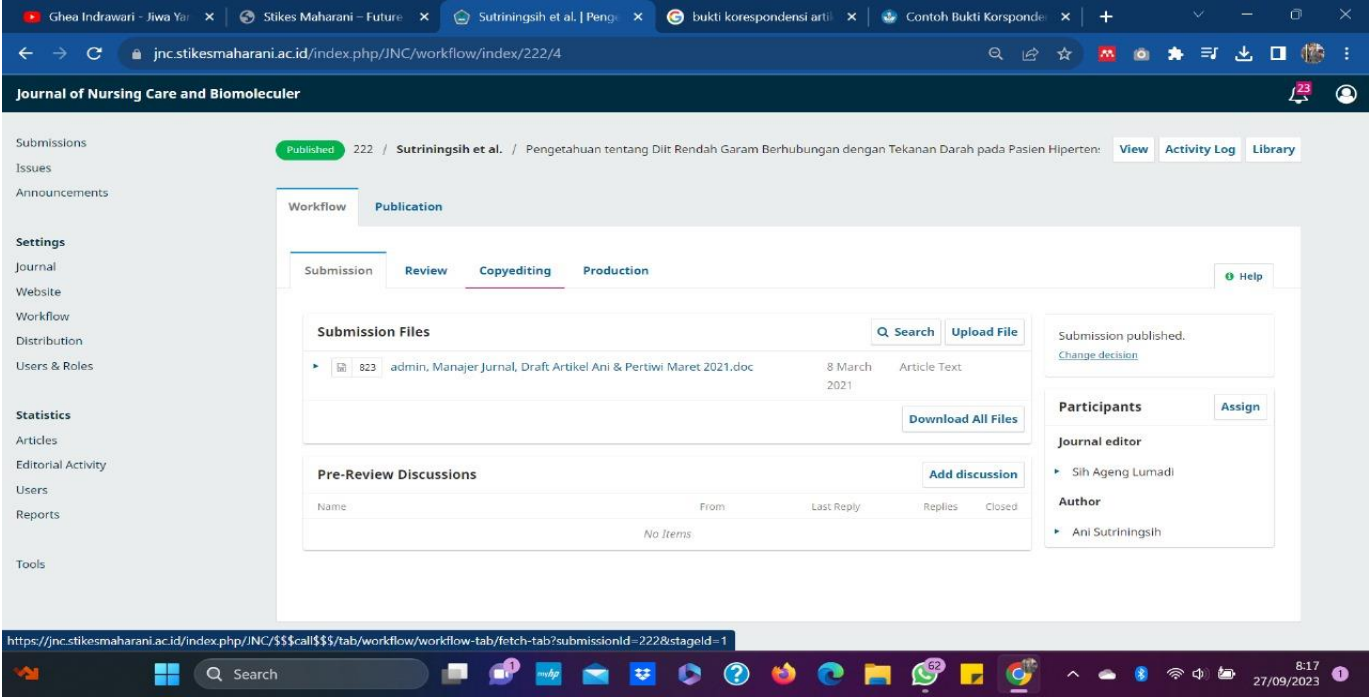 Ghea Indrawari - Jiwa Yar
Stikes Maharani – Future
Sutriningsih et al. | Penge
bukti korespondensi arti
Contoh Bukti Korsponde
jnc.stikesmaharani.ac.id/index.php/JNC/workflow/index/222/4
Journal of Nursing Care and Biomoleculer
23
Submissions
Issues
Announcements
Settings
Journal
Website
Workflow
Distribution
Users & Roles
Statistics
Articles
Editorial Activity
Users
Reports
Tools
Published 222 / Sutriningsih et al. / Pengetahuan tentang Diit Rendah Garam Berhubungan dengan Tekanan Darah pada Pasien Hipertens
View Activity Log Library
Workflow Publication
Submission Review Copyediting Production
Help
Submission Files
Search Upload File
823 admin, Manajer Jurnal, Draft Artikel Ani & Pertiwi Maret 2021.doc 8 March Article Text
2021
Download All Files
Pre-Review Discussions
Add discussion
Name From Last Reply Replies Closed
No Items
Submission published.
Change decision
Participants Assign
Journal editor
Sih Ageng Lumadi
Author
Ani Sutriningsih
https://jnc.stikesmaharani.ac.id/index.php/JNC/$$$call$$$/tab/workflow/workflow-tab/fetch-tab?submissionId=222&stageId=1
Search
1
myhp
62
8:17
27/09/2023
1